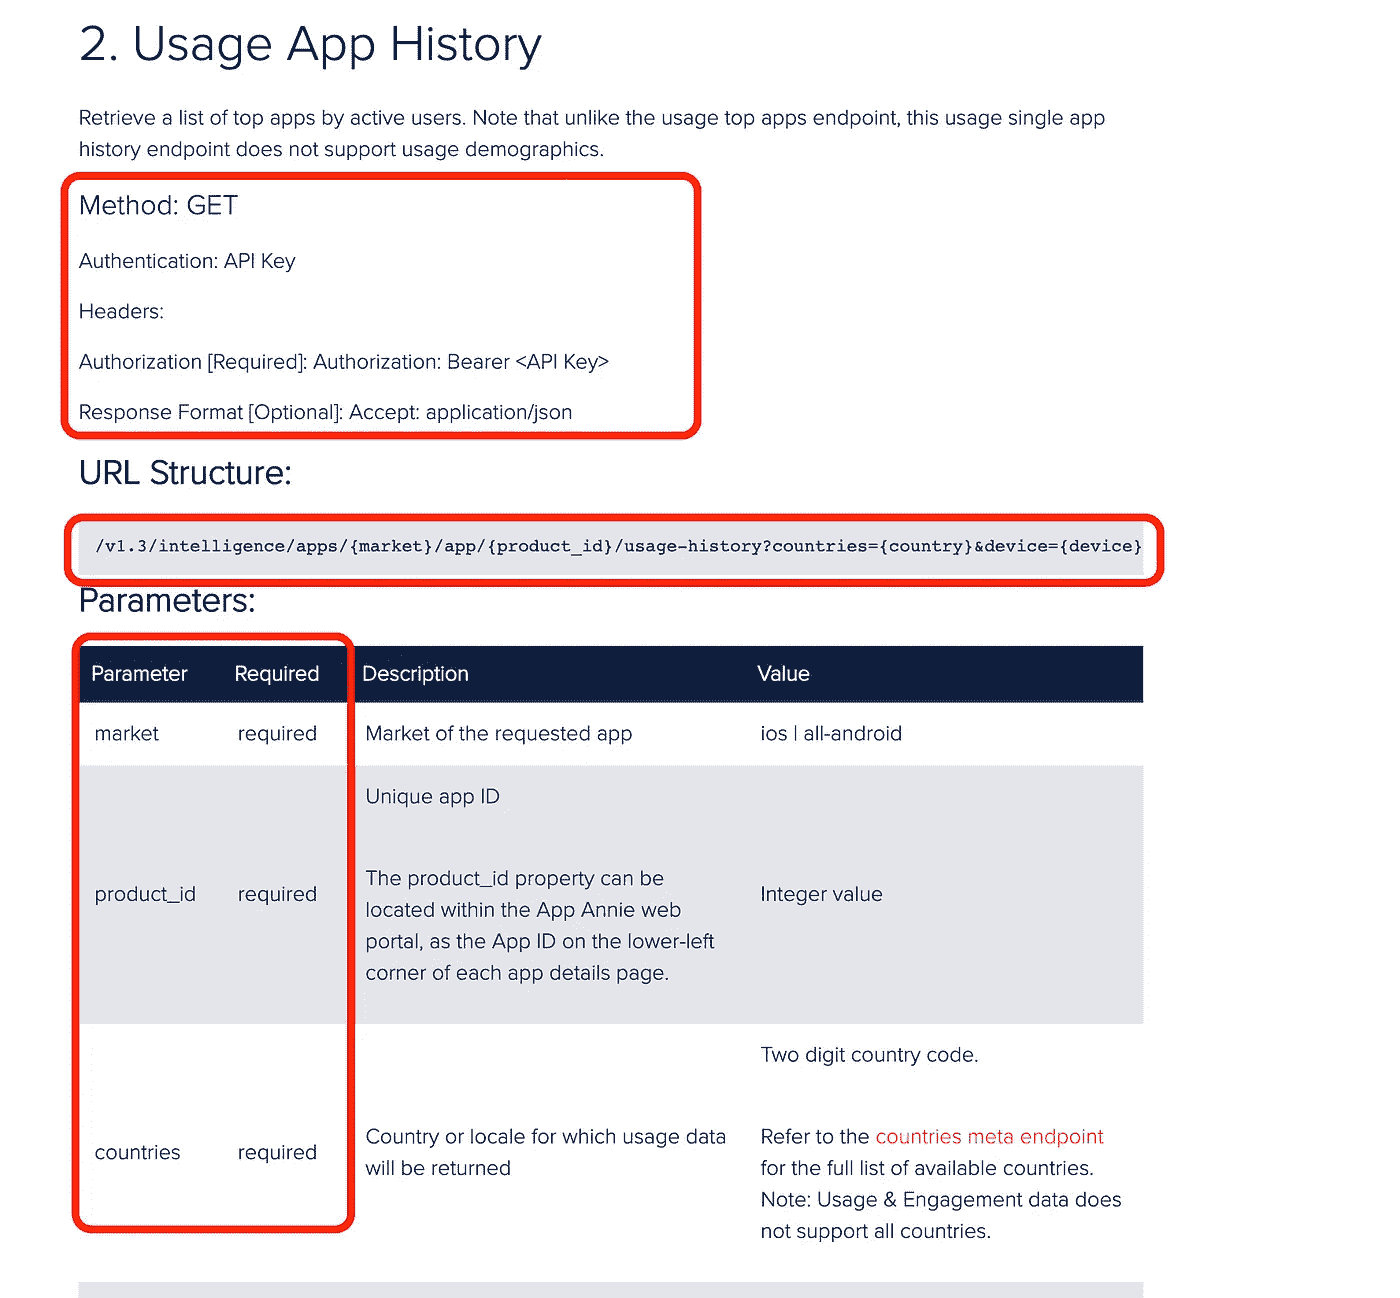 2. Usage App History
Retrieve a list of top apps by active users. Note that unlike the usage top apps endpoint, this usage single app
history endpoint does not support usage demographics.
Method: GET
Authentication: API Key
Headers:
Authorization [Required]: Authorization: Bearer <API Key>
Response Format [Optional]: Accept: application/json
URL Structure:
/v1.3/intelligence/apps/{market}/app/{product_id}/usage-history?countries={country}&device={device}
Parameters:
Parameter Required Description Value
market required Market of the requested app ios | all-android
Unique app ID
The product_id property can be
located within the App Annie web
portal, as the App ID on the lower-left
corner of each app details page.
product_id required Integer value
Two digit country code.
countries required Country or locale for which usage data
will be returned
Refer to the countries meta endpoint
for the full list of available countries.
Note: Usage & Engagement data does
not support all countries.